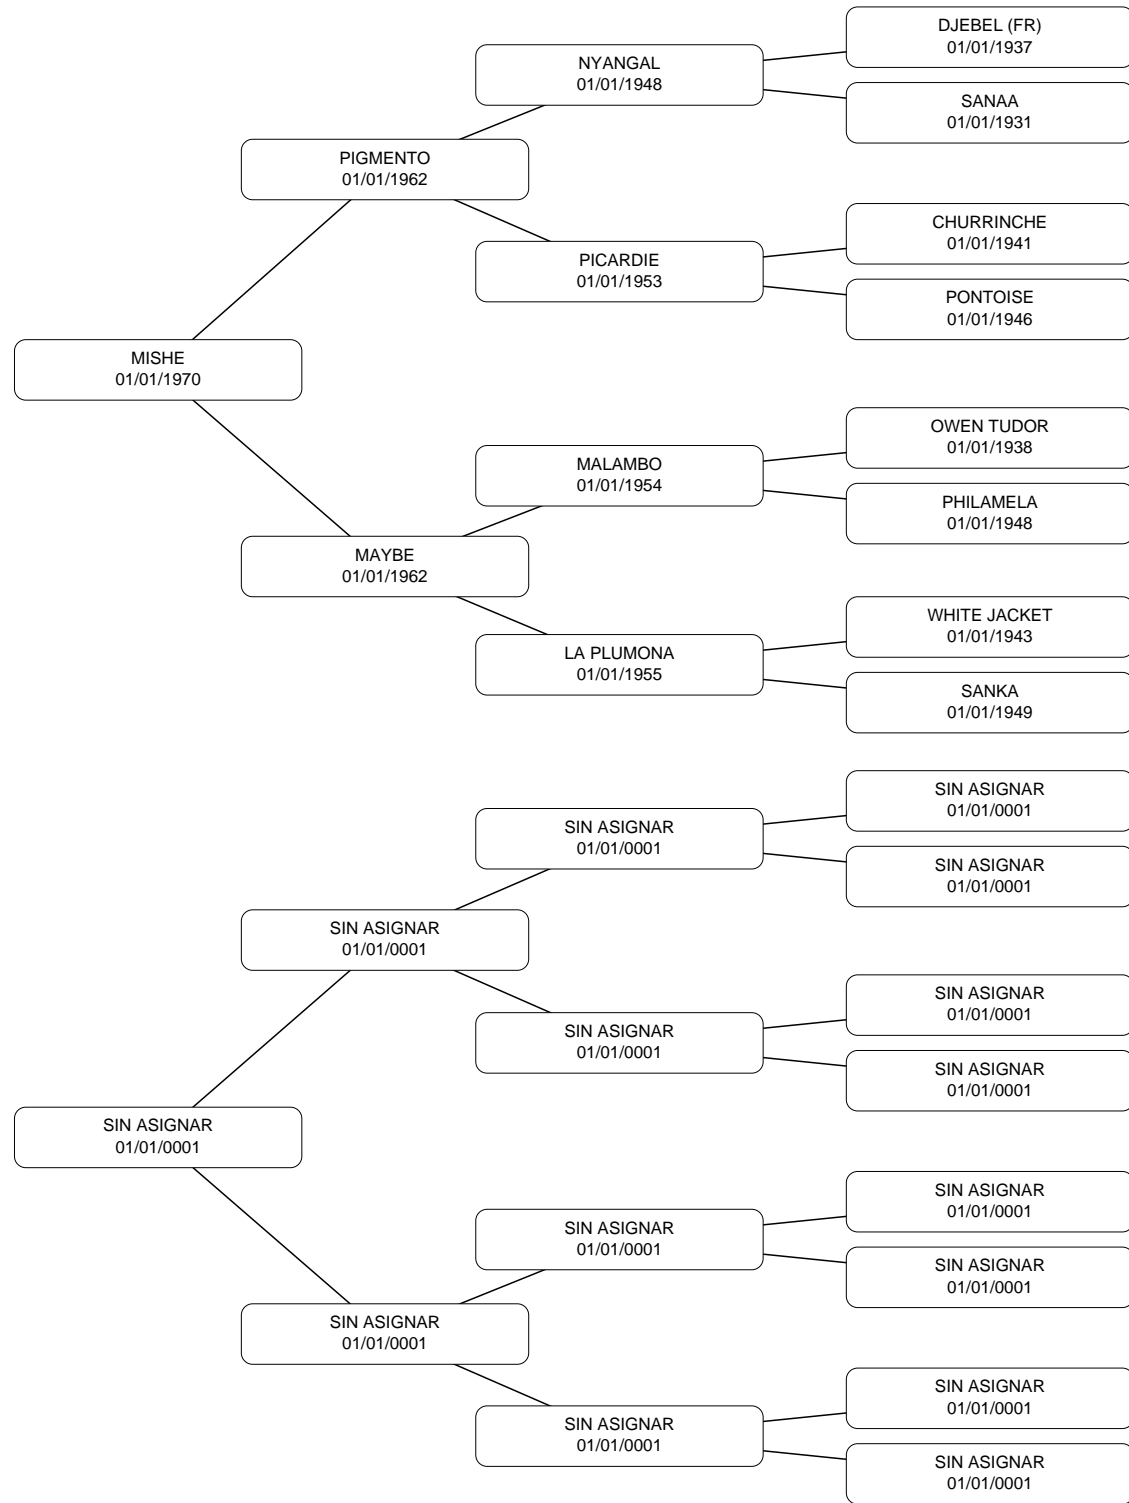 DJEBEL (FR)
01/01/1937
NYANGAL
01/01/1948
SANAA
01/01/1931
PIGMENTO
01/01/1962
CHURRINCHE
01/01/1941
PICARDIE
01/01/1953
PONTOISE
01/01/1946
MISHE
01/01/1970
OWEN TUDOR
01/01/1938
MALAMBO
01/01/1954
PHILAMELA
01/01/1948
MAYBE
01/01/1962
WHITE JACKET
01/01/1943
LA PLUMONA
01/01/1955
SANKA
01/01/1949
SIN ASIGNAR
01/01/0001
SIN ASIGNAR
01/01/0001
SIN ASIGNAR
01/01/0001
SIN ASIGNAR
01/01/0001
SIN ASIGNAR
01/01/0001
SIN ASIGNAR
01/01/0001
SIN ASIGNAR
01/01/0001
SIN ASIGNAR
01/01/0001
SIN ASIGNAR
01/01/0001
SIN ASIGNAR
01/01/0001
SIN ASIGNAR
01/01/0001
SIN ASIGNAR
01/01/0001
SIN ASIGNAR
01/01/0001
SIN ASIGNAR
01/01/0001
SIN ASIGNAR
01/01/0001